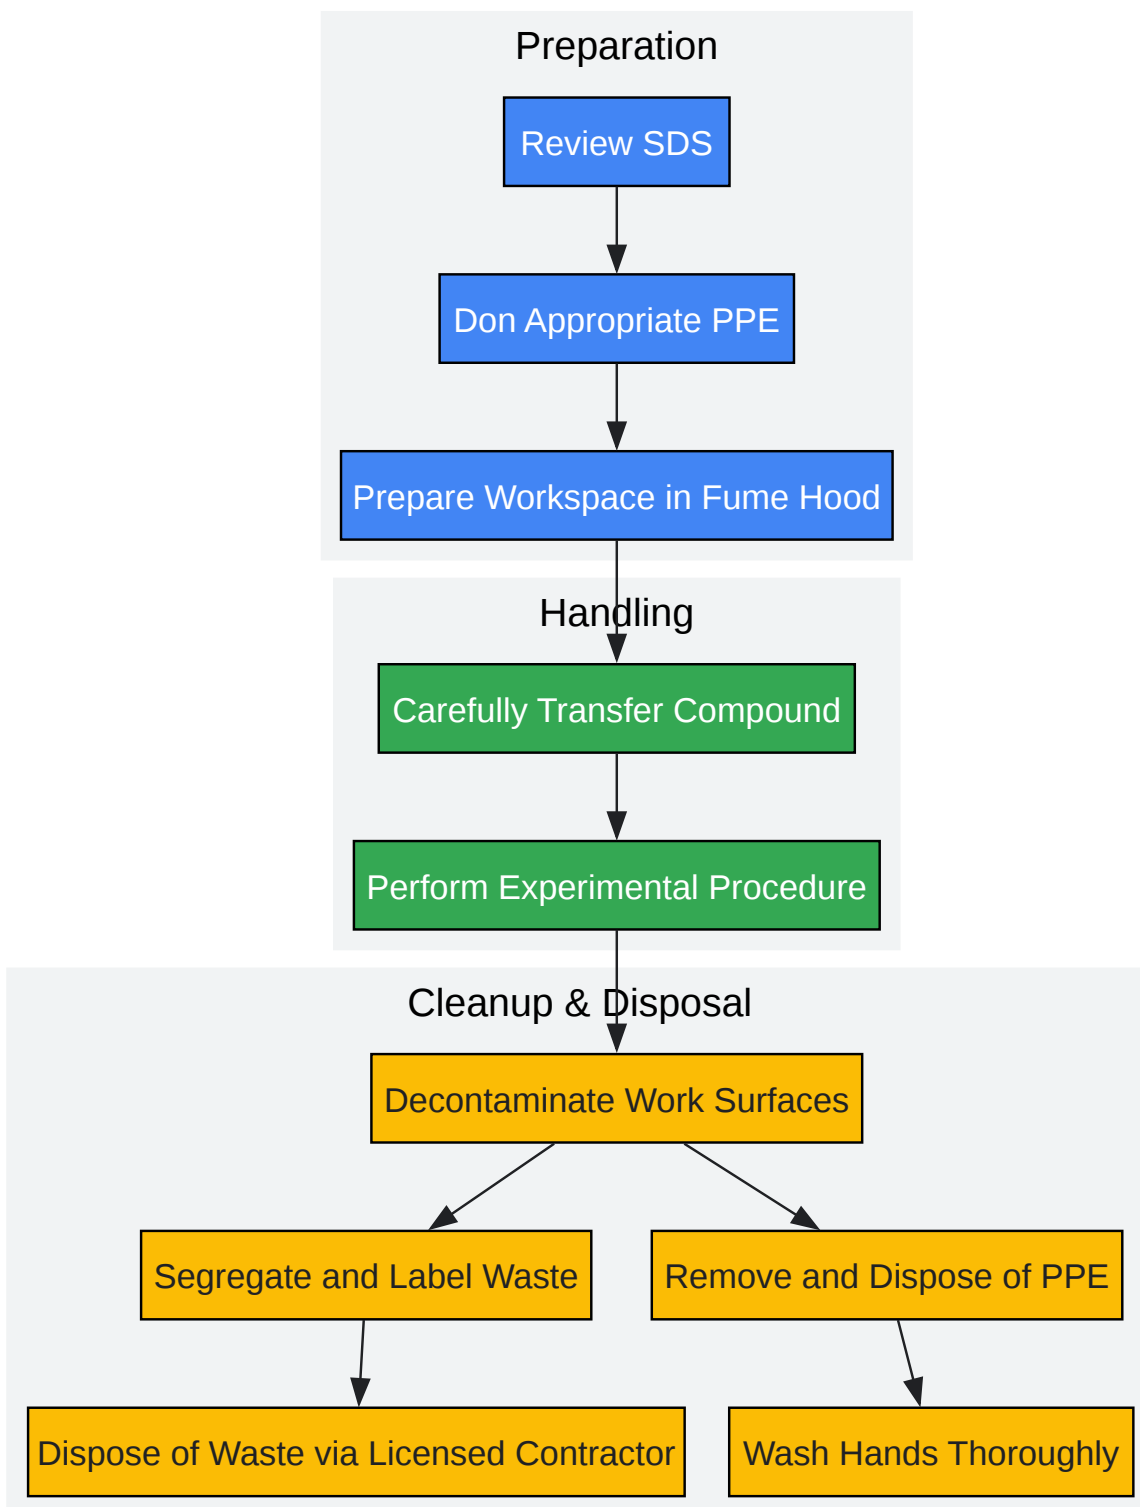 Preparation
Review SDS
Don Appropriate PPE
Prepare Workspace in Fume Hood
Handling
Carefully Transfer Compound
Perform Experimental Procedure
Cleanup & Disposal
Decontaminate Work Surfaces
Segregate and Label Waste
Remove and Dispose of PPE
Dispose of Waste via Licensed Contractor
Wash Hands Thoroughly